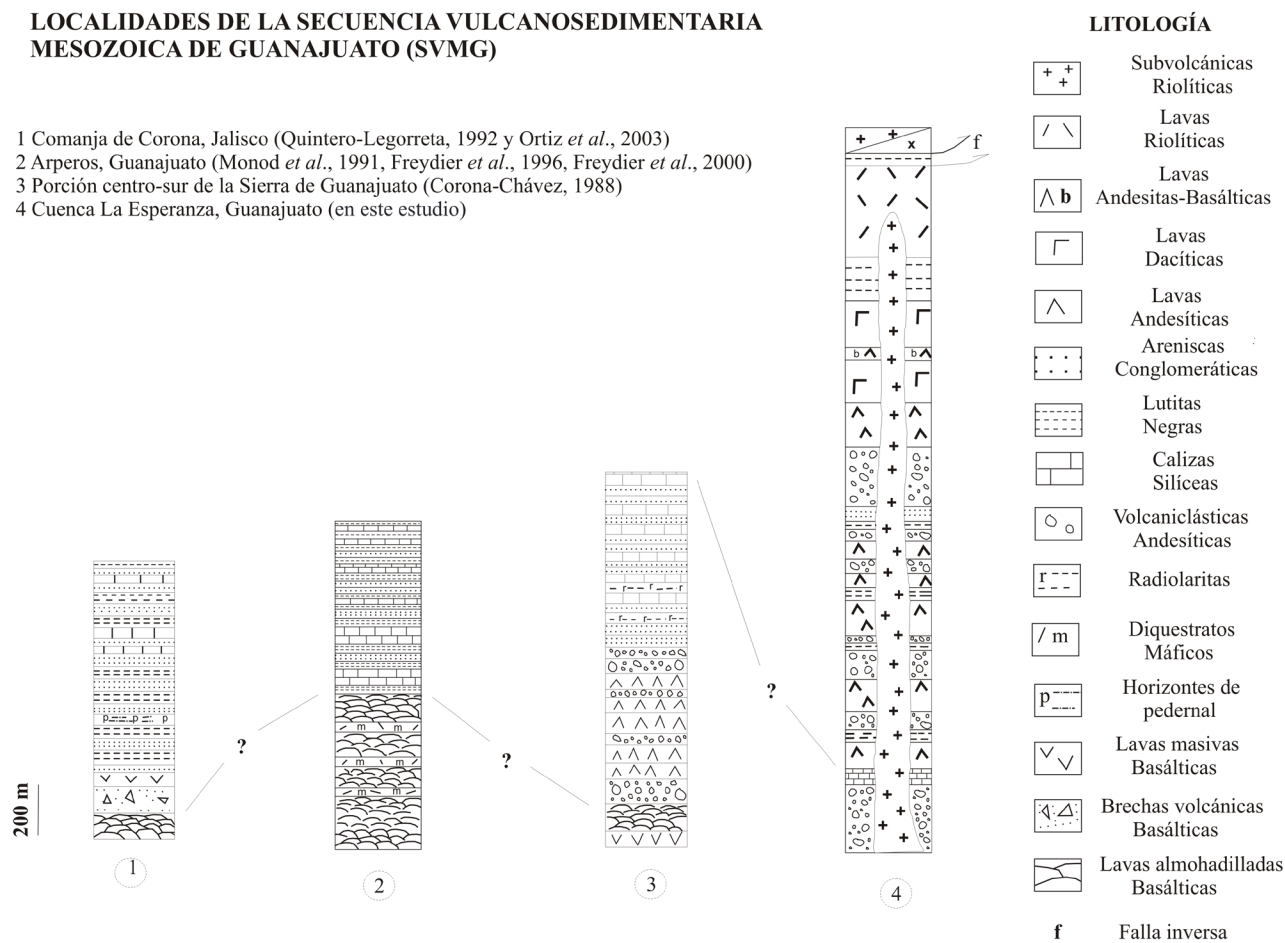 LOCALIDADES DE LA SECUENCIA VULCANOSEDIMENTARIA
MESOZOICA DE GUANAJUATO (SVMG)
1 Comanja de Corona, Jalisco (Quintero-Legorreta, 1992 y Ortiz et al., 2003)
2 Arperos, Guanajuato (Monod et al., 1991, Freydier et al., 1996, Freydier et al., 2000)
3 Porción centro-sur de la Sierra de Guanajuato (Corona-Chávez, 1988)
4 Cuenca La Esperanza, Guanajuato (en este estudio)
200 m
p p p
1
?
m m
m
m m
2
?
r r
r r
3
?
x
f
b b
4
LITOLOGÍA
Subvolcánicas
Riolíticas
Lavas
Riolíticas
b
Lavas
Andesitas-Basálticas
Lavas
Dacíticas
Lavas
Andesíticas
Areniscas
Conglomeráticas
Lutitas
Negras
Calizas
Silíceas
Volcaniclásticas
Andesíticas
r
Radiolaritas
m
Diquestratos
Máficos
p
Horizontes de
pedernal
Lavas masivas
Basálticas
Brechas volcánicas
Basálticas
Lavas almohadilladas
Basálticas
f Falla inversa